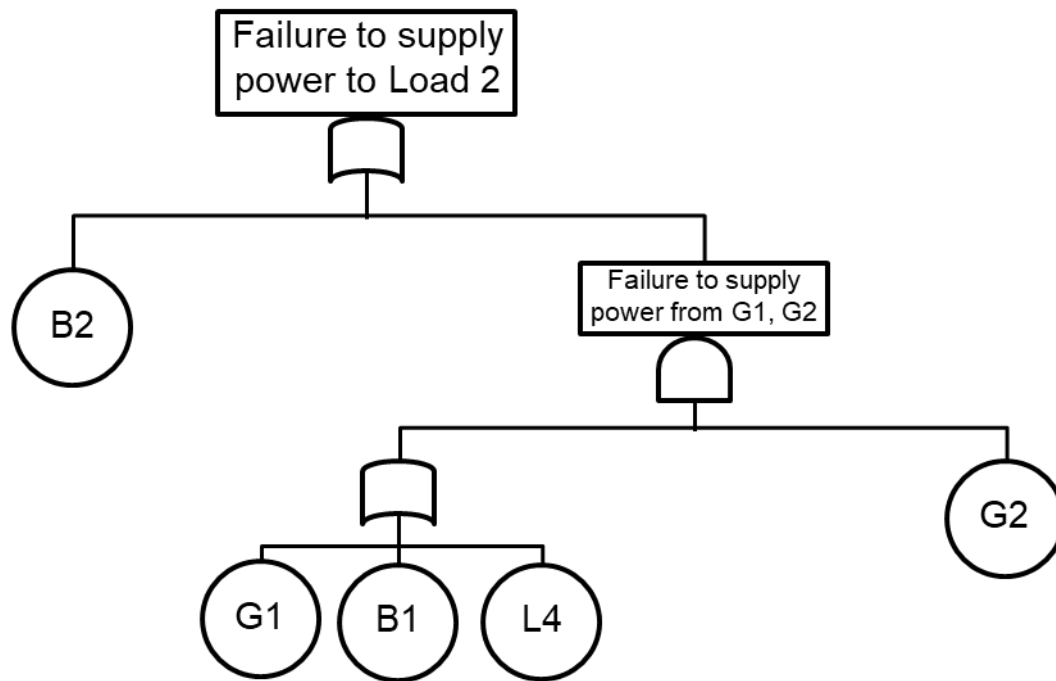 Failure to supply
power to Load 2
B2
Failure to supply
power from G1, G2
G2
G1
B1
L4